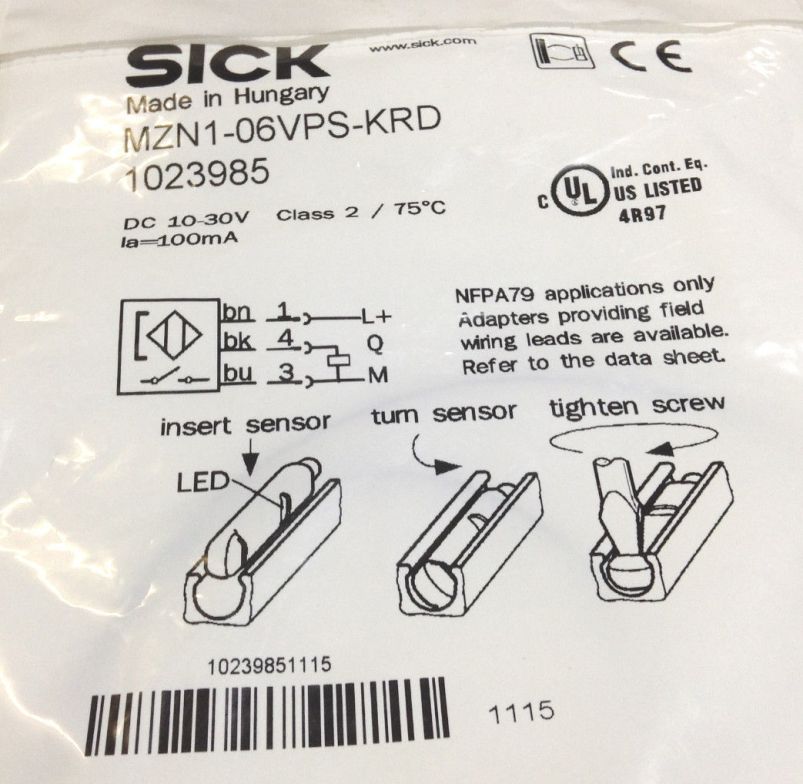 SICK www.sick.com CE
Made in Hungary
MZN1-06VPS-KRD
1023985
DC 10-30V Class 2 / 75°C
Ia=100mA
C UL Ind. Cont. Eq.
US LISTED
4R97
bn 1 L+
bk 4 Q
bu 3 M
NFPA79 applications only
Adapters providing field
wiring leads are available.
Refer to the data sheet.
insert sensor turn sensor tighten screw
LED
10239851115
1115